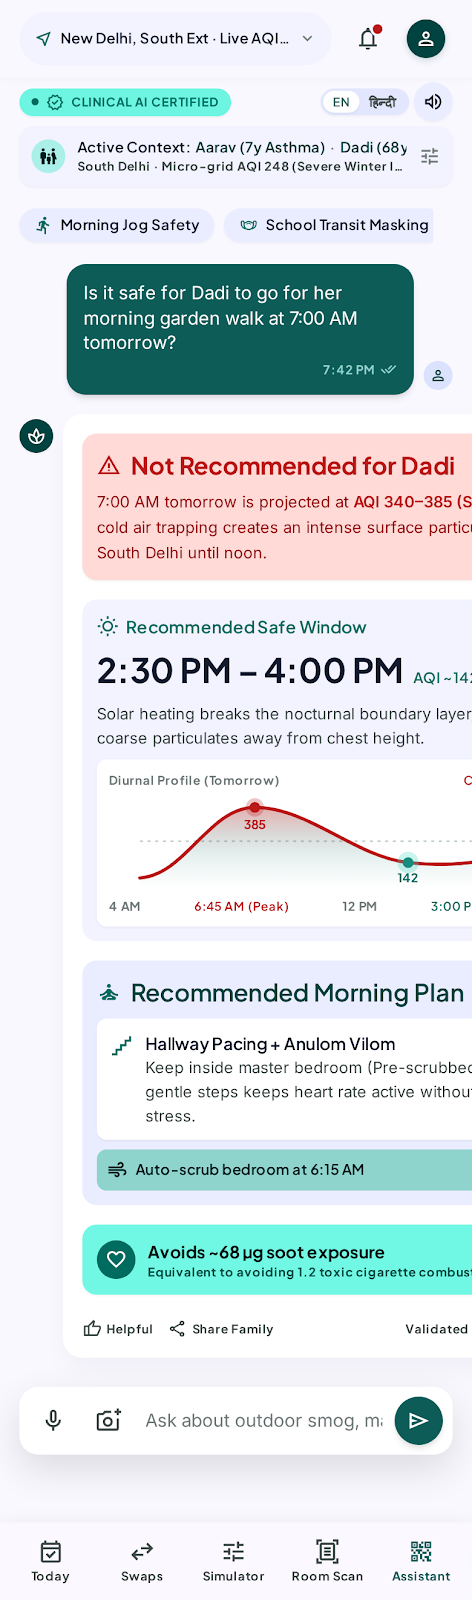 New Delhi, South Ext · Live AQI...
CLINICAL AI CERTIFIED
EN हिन्दी
Active Context: Aarav (7y Asthma) · Dadi (68y
South Delhi · Micro-grid AQI 248 (Severe Winter I...
Morning Jog Safety
School Transit Masking
Is it safe for Dadi to go for her
morning garden walk at 7:00 AM
tomorrow?
7:42 PM
Not Recommended for Dadi
7:00 AM tomorrow is projected at AQI 340–385 (S
cold air trapping creates an intense surface particu
South Delhi until noon.
Recommended Safe Window
2:30 PM – 4:00 PM AQI ~142
Solar heating breaks the nocturnal boundary layer
coarse particulates away from chest height.
Diurnal Profile (Tomorrow)
385
142
4 AM 6:45 AM (Peak) 12 PM 3:00 P
Recommended Morning Plan
Hallway Pacing + Anulom Vilom
Keep inside master bedroom (Pre-scrubbed
gentle steps keeps heart rate active without
stress.
Auto-scrub bedroom at 6:15 AM
Avoids ~68 µg soot exposure
Equivalent to avoiding 1.2 toxic cigarette combust
Helpful Share Family Validated
Ask about outdoor smog, ma
Today Swaps Simulator Room Scan Assistant